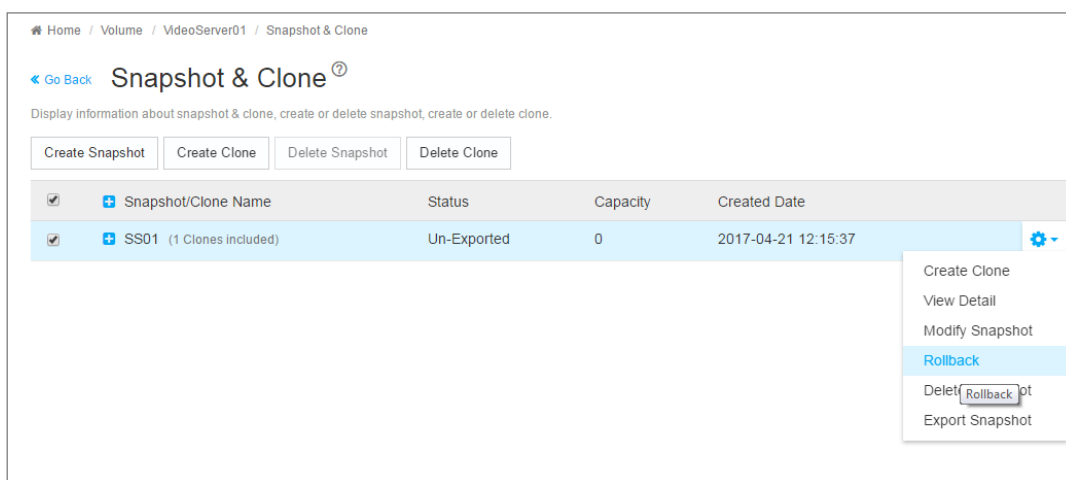 Home / Volume / VideoServer01 / Snapshot & Clone
« Go Back Snapshot & Clone ?
Display information about snapshot & clone, create or delete snapshot, create or delete clone.
Create Snapshot Create Clone Delete Snapshot Delete Clone
Snapshot/Clone Name Status Capacity Created Date
SS01 (1 Clones included) Un-Exported 0 2017-04-21 12:15:37
Create Clone
View Detail
Modify Snapshot
Rollback
Rollback
Export Snapshot